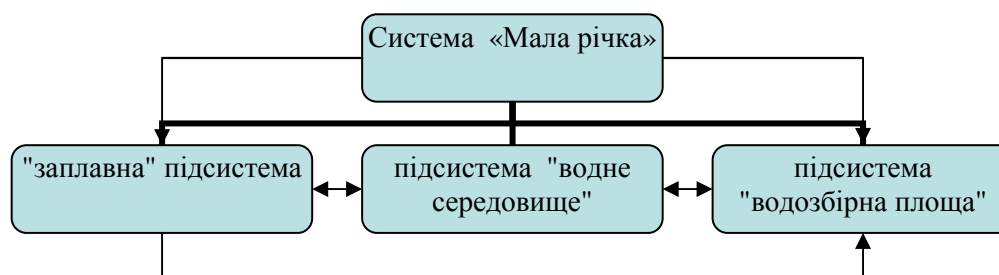 Система «Мала річка»
"заплавна" підсистема
підсистема "водне
середовище"
підсистема
"водозбірна площа"